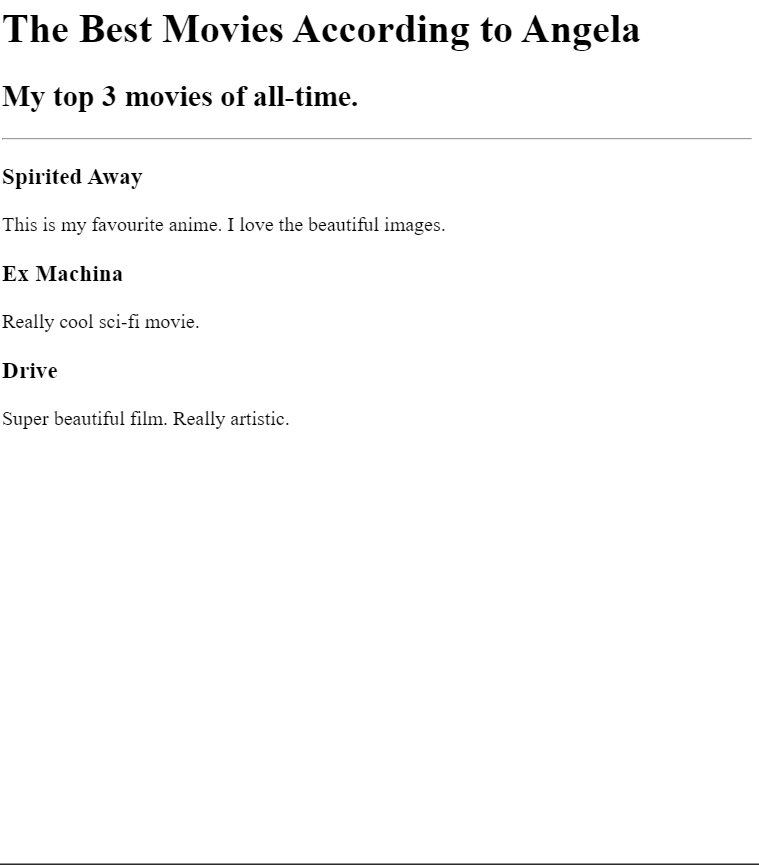 The Best Movies According to Angela
My top 3 movies of all-time.
Spirited Away
This is my favourite anime. I love the beautiful images.
Ex Machina
Really cool sci-fi movie.
Drive
Super beautiful film. Really artistic.